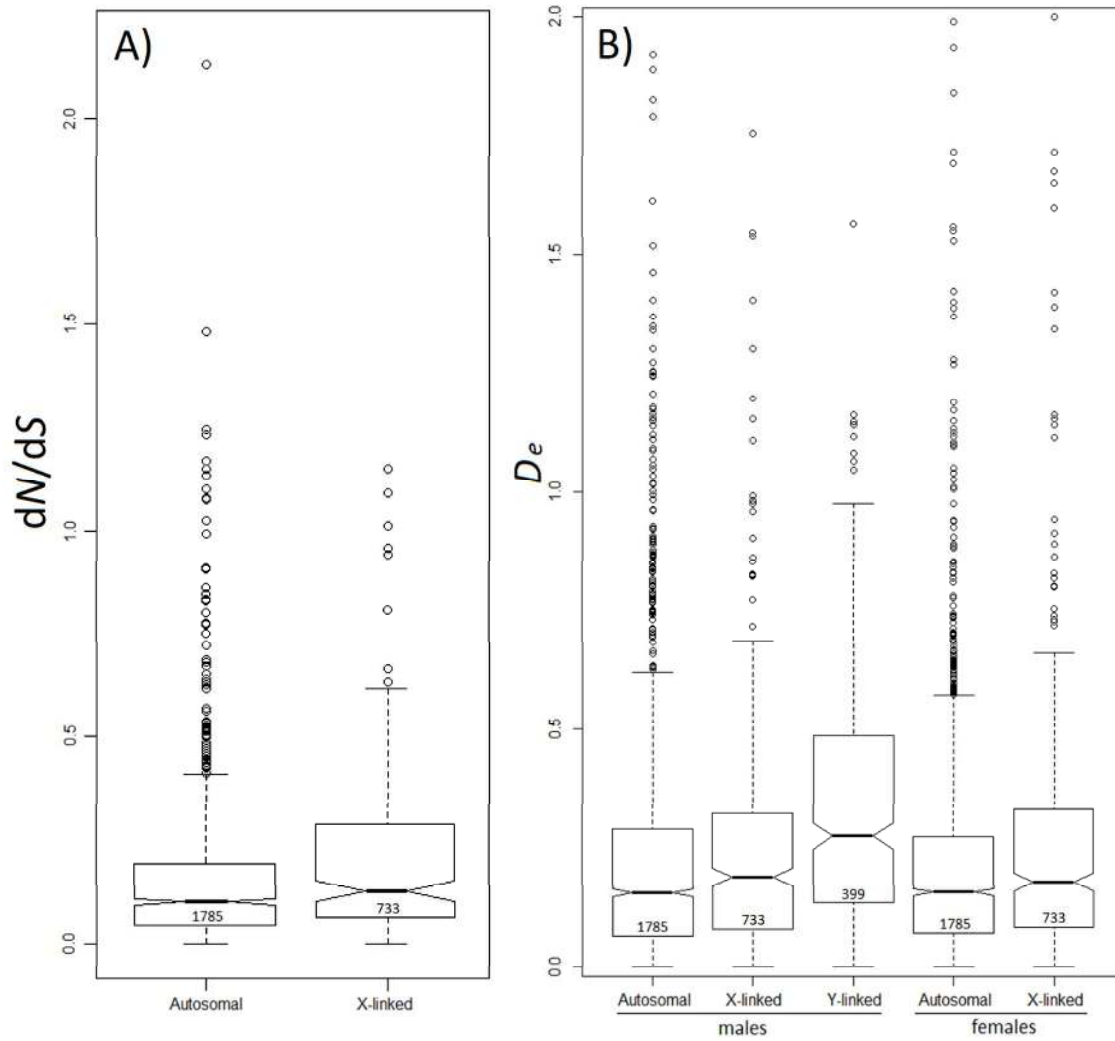 A)
dN/dS
0.0
0.5
1.0
1.5
2.0
1785
733
Autosomal
X-linked
B)
De
0.0
0.5
1.0
1.5
2.0
1785
733
399
1785
733
Autosomal X-linked Y-linked Autosomal X-linked
males females